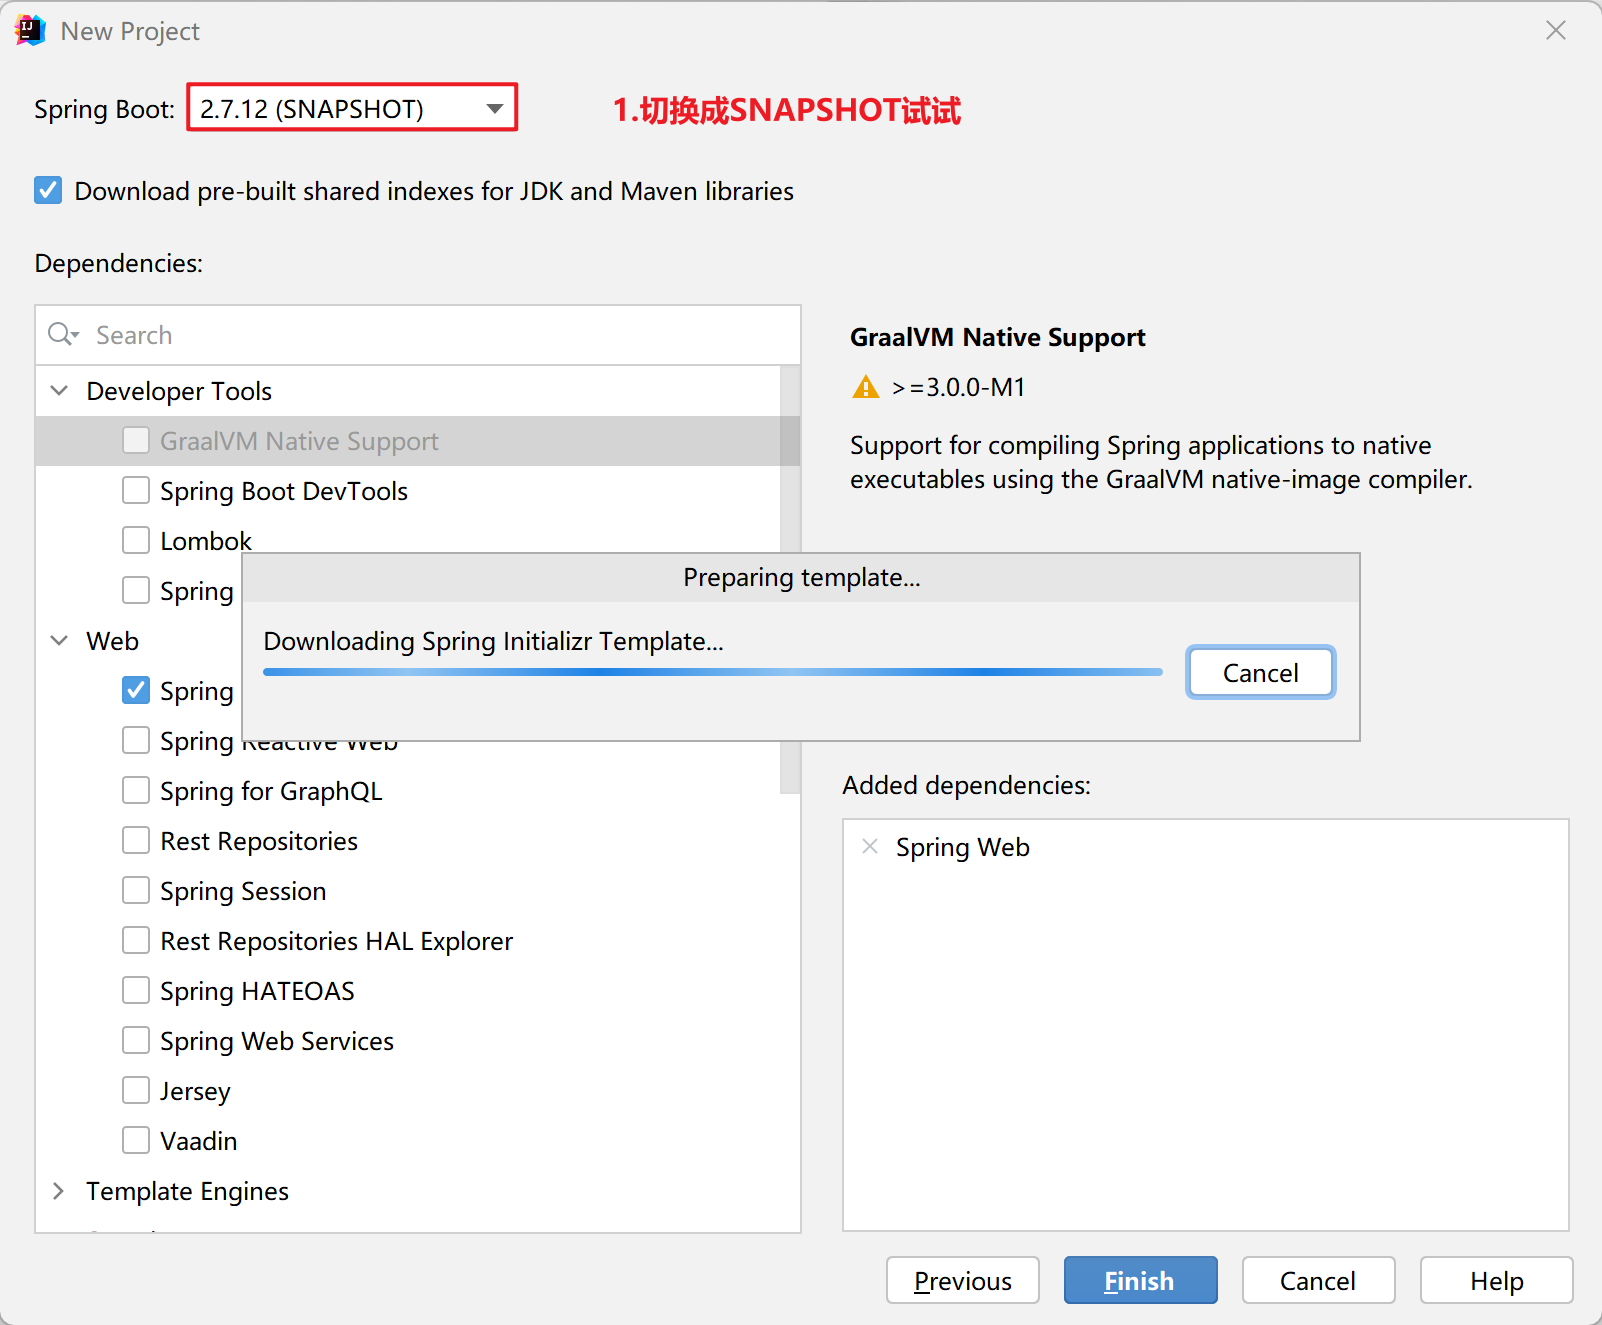 New Project
Spring Boot: 2.7.12 (SNAPSHOT) 1.切换成SNAPSHOT试试
Download pre-built shared indexes for JDK and Maven libraries
Dependencies:
Search
Developer Tools
GraalVM Native Support
Spring Boot DevTools
Lombok
Spring
Web
Spring
Spring Reactive Web
Spring for GraphQL
Rest Repositories
Spring Session
Rest Repositories HAL Explorer
Spring HATEOAS
Spring Web Services
Jersey
Vaadin
Template Engines
GraalVM Native Support
>=3.0.0-M1
Support for compiling Spring applications to native
executables using the GraalVM native-image compiler.
Preparing template...
Downloading Spring Initializr Template...
Cancel
Added dependencies:
Spring Web
Previous Finish Cancel Help